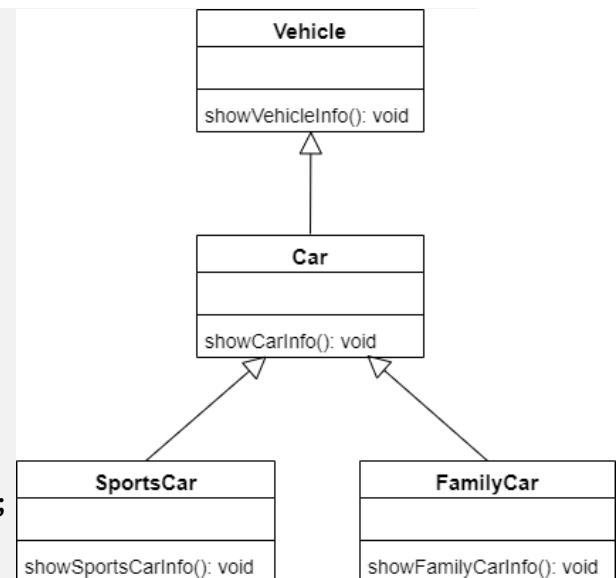 Vehicle
showVehicleInfo(): void
Car
showCarInfo(): void
SportsCar
FamilyCar
;
showSportsCarInfo(): void
showFamilyCarInfo(): void